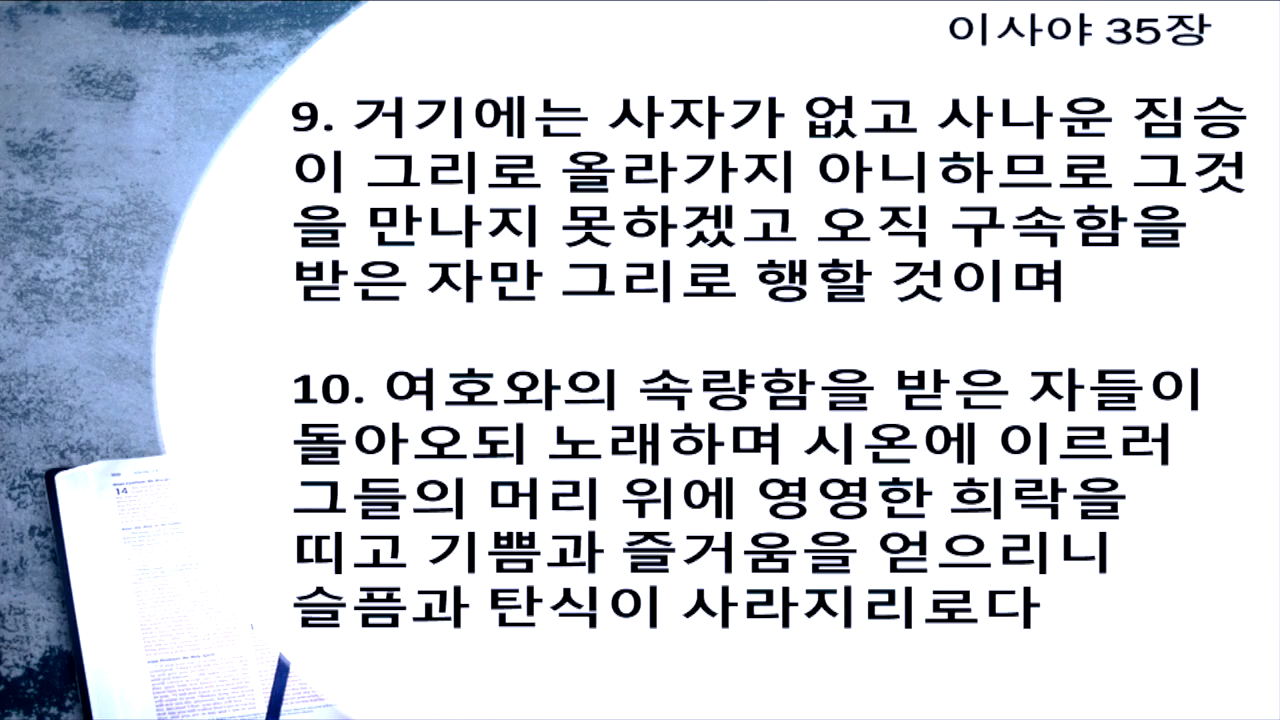 이사야 35장
9. 거기에는 사자가 없고 사나운 짐승
이 그리로 올라가지 아니하므로 그것
을 만나지 못하겠고 오직 구속함을
받은 자만 그리로 행할 것이며
10. 여호와의 속량함을 받은 자들이
돌아오되 노래하며 시온에 이르러
그들의 머리 위에 영영한 희락을
띠고 기쁨과 즐거움을 얻으리니
슬픔과 탄식이 사라지리로다
14